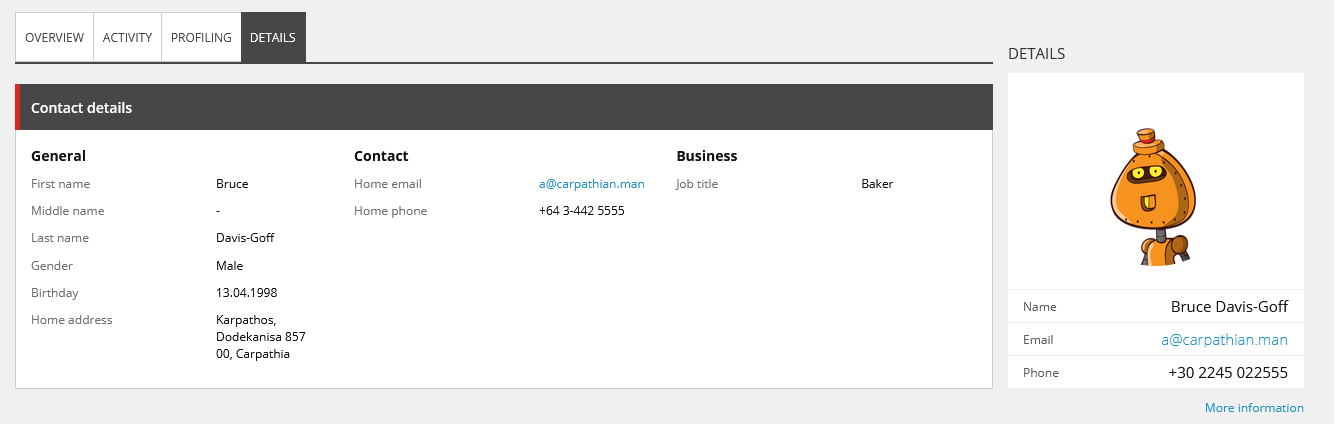 OVERVIEW ACTIVITY PROFILING DETAILS
Contact details
General
First name Bruce
Middle name -
Last name Davis-Goff
Gender Male
Birthday 13.04.1998
Home address Karpathos,
Dodekanisa 857
00, Carpathia
Contact
Home email a@carpathian.man
Home phone +64 3-442 5555
Business
Job title Baker
DETAILS
Name Bruce Davis-Goff
Email a@carpathian.man
Phone +30 2245 022555
More information